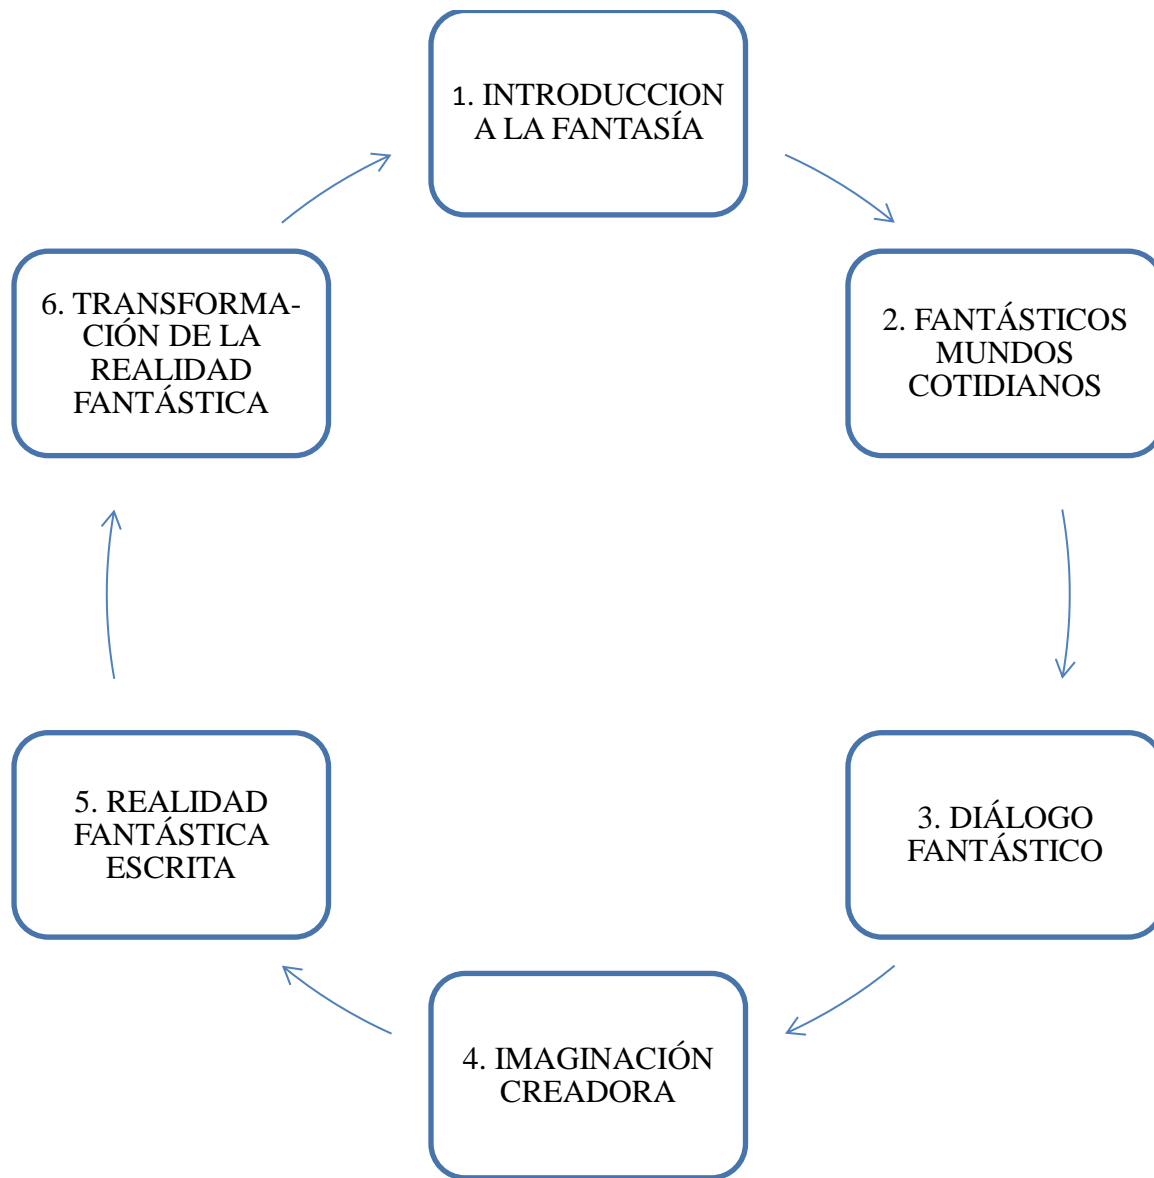 1. INTRODUCCION
A LA FANTASÍA
2. FANTÁSTICOS
MUNDOS
COTIDIANOS
3. DIÁLOGO
FANTÁSTICO
4. IMAGINACIÓN
CREADORA
5. REALIDAD
FANTÁSTICA
ESCRITA
6. TRANSFORMA-
CIÓN DE LA
REALIDAD
FANTÁSTICA